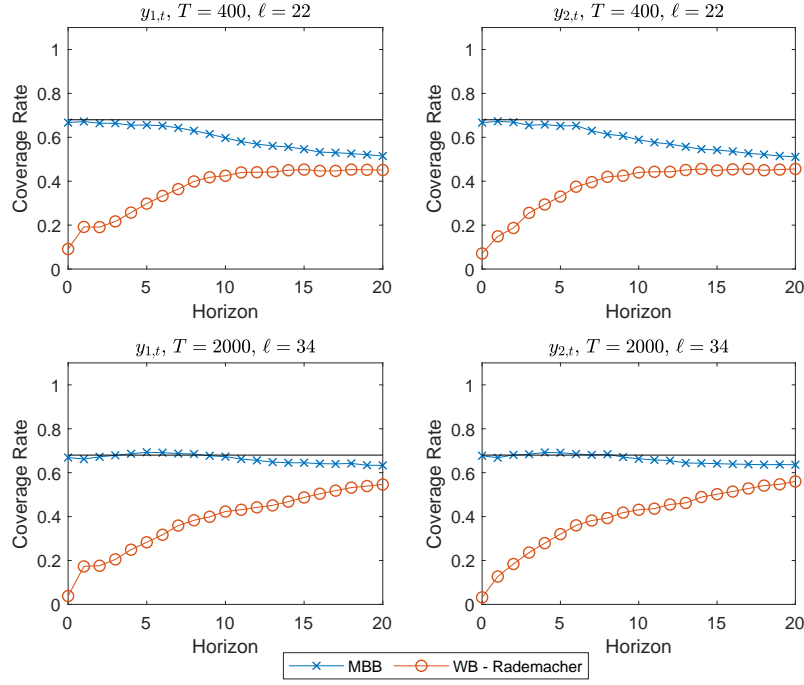 y₁,ₜ, T = 400, ℓ = 22
y₂,ₜ, T = 400, ℓ = 22
1
0.8
0.6
0.4
0.2
0
Coverage Rate
0 5 10 15 20
Horizon
1
0.8
0.6
0.4
0.2
0
Coverage Rate
0 5 10 15 20
Horizon
y₁,ₜ, T = 2000, ℓ = 34
y₂,ₜ, T = 2000, ℓ = 34
1
0.8
0.6
0.4
0.2
0
Coverage Rate
0 5 10 15 20
Horizon
1
0.8
0.6
0.4
0.2
0
Coverage Rate
0 5 10 15 20
Horizon
MBB WB - Rademacher